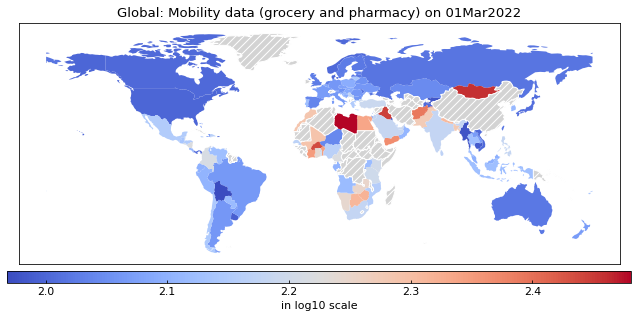 Global: Mobility data (grocery and pharmacy) on 01Mar2022
2.0 2.1 2.2 2.3 2.4
in log10 scale